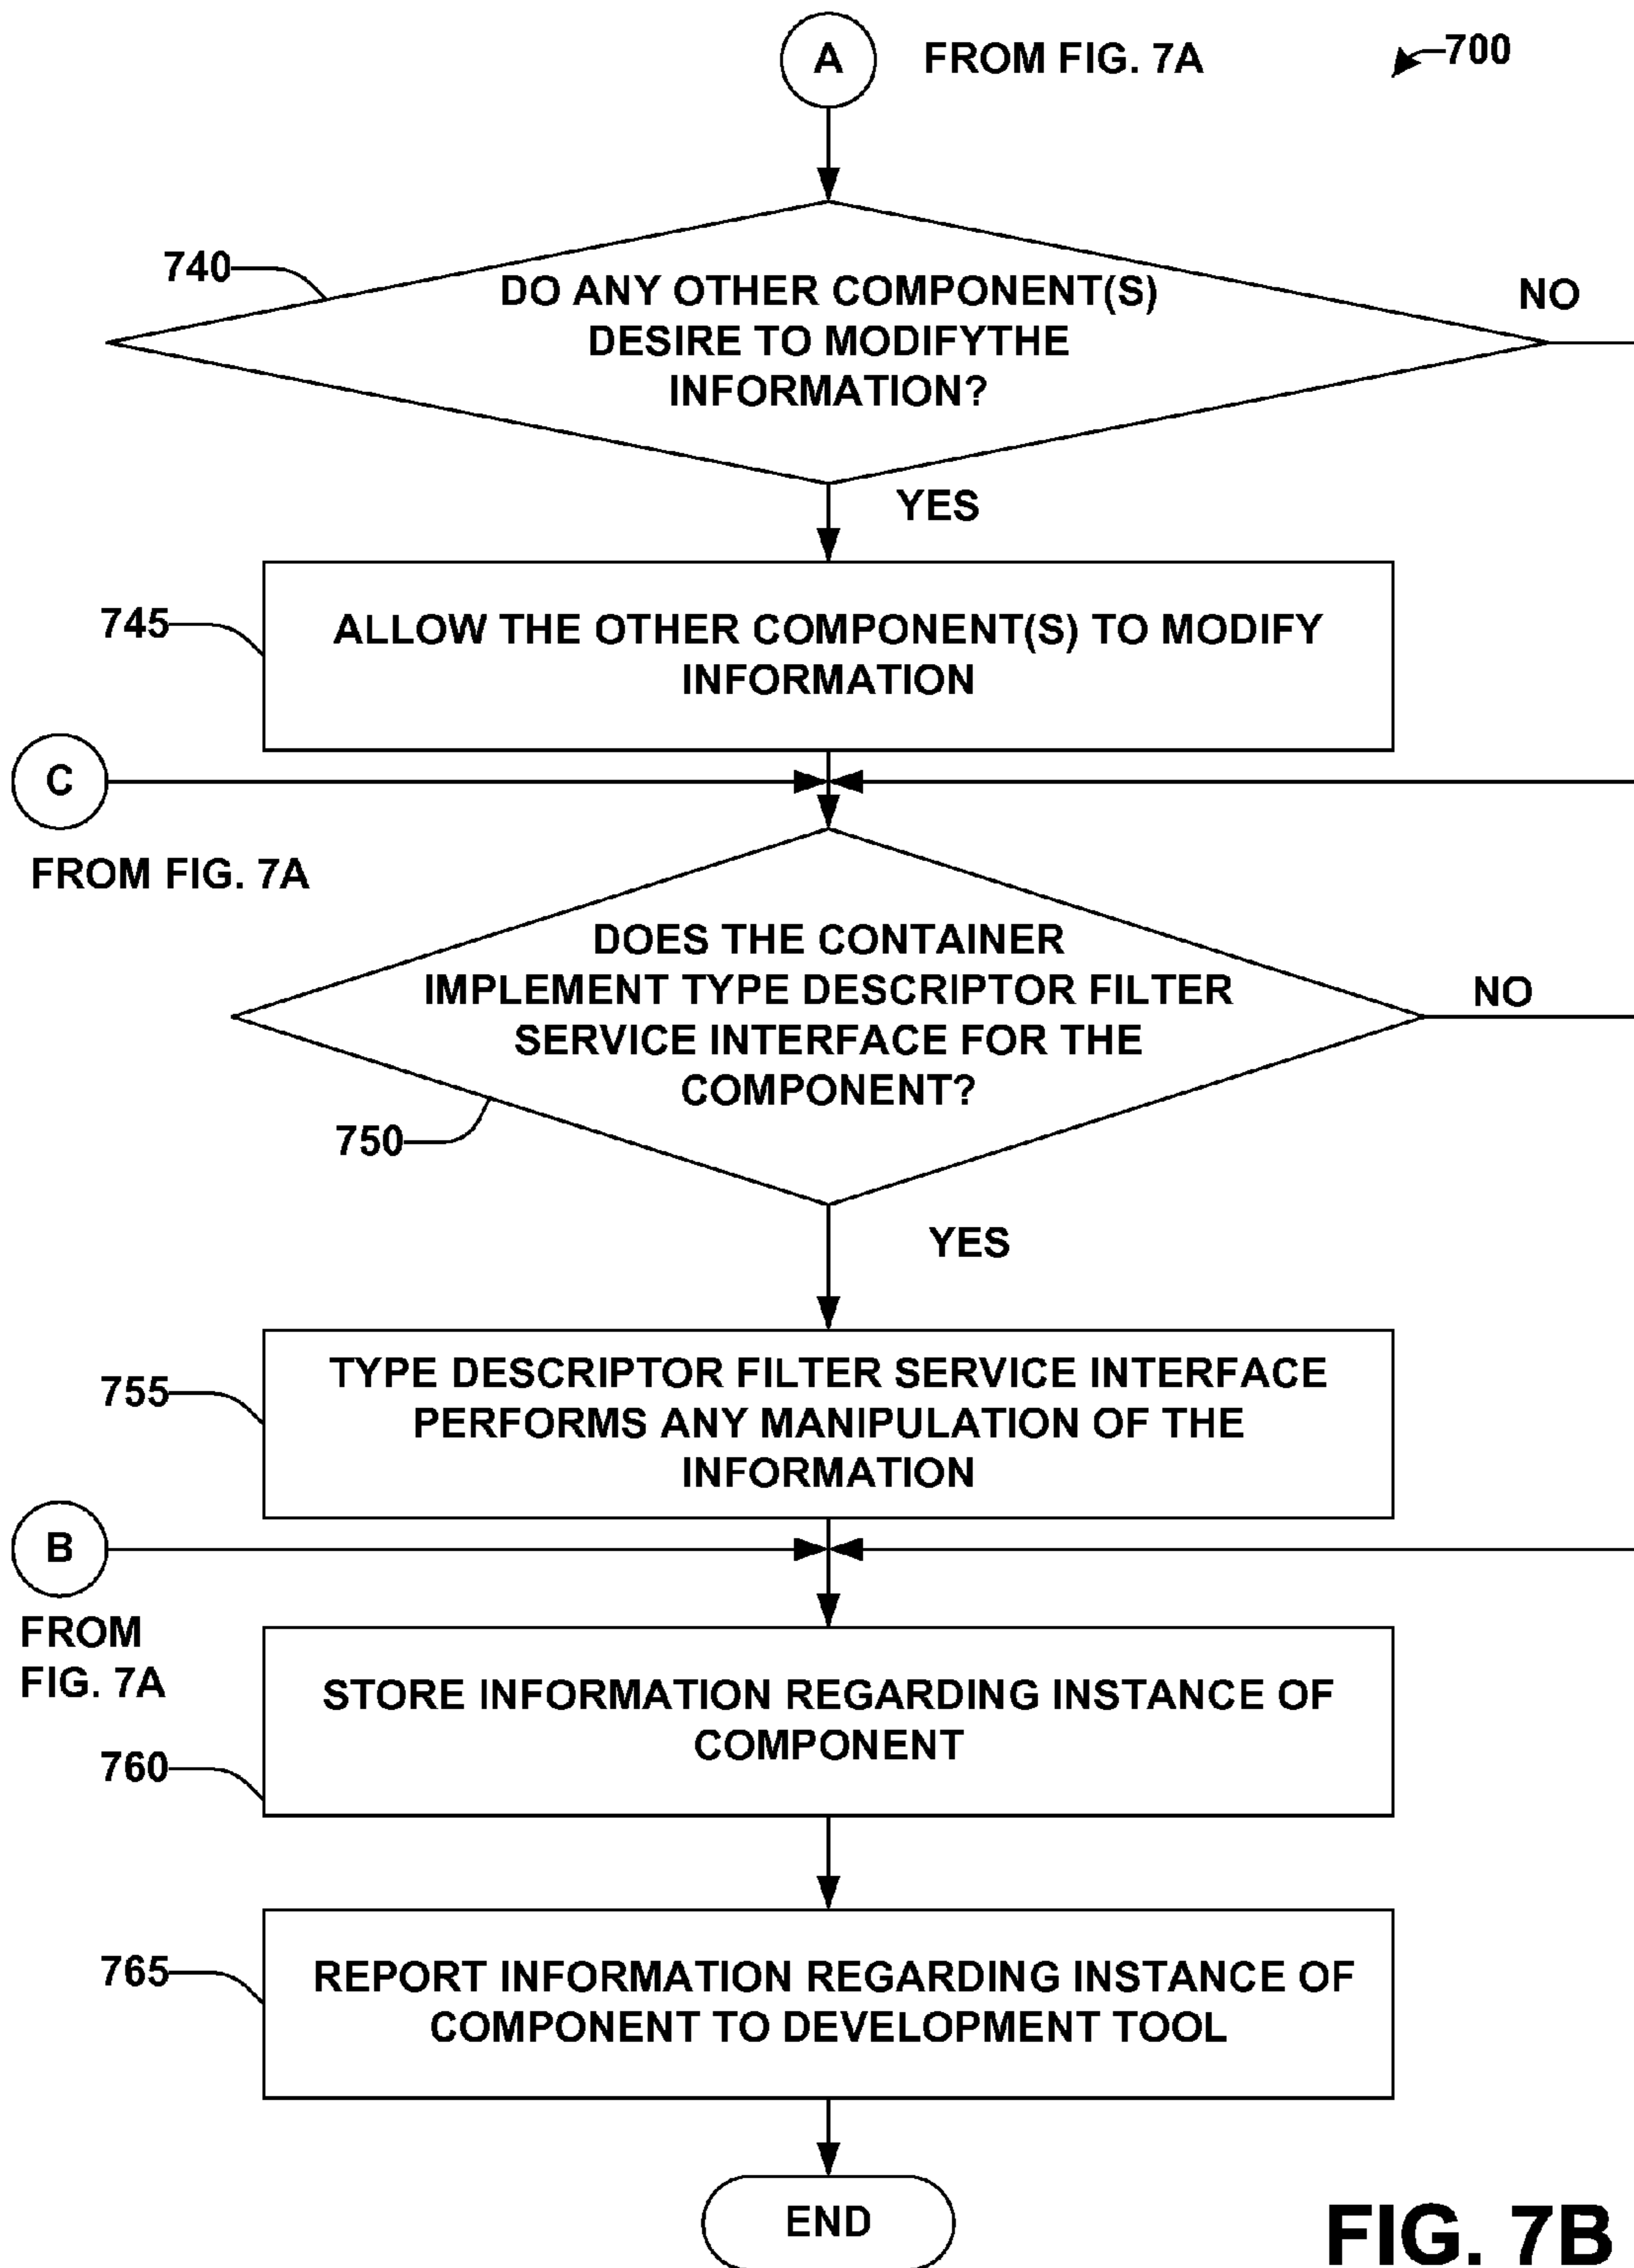 A
FROM FIG. 7A
700
740
DO ANY OTHER COMPONENT(S)
DESIRE TO MODIFYTHE
INFORMATION?
NO
YES
745
ALLOW THE OTHER COMPONENT(S) TO MODIFY
INFORMATION
C
FROM FIG. 7A
DOES THE CONTAINER
IMPLEMENT TYPE DESCRIPTOR FILTER
SERVICE INTERFACE FOR THE
COMPONENT?
NO
750
YES
755
TYPE DESCRIPTOR FILTER SERVICE INTERFACE
PERFORMS ANY MANIPULATION OF THE
INFORMATION
B
FROM
FIG. 7A
STORE INFORMATION REGARDING INSTANCE OF
COMPONENT
760
765
REPORT INFORMATION REGARDING INSTANCE OF
COMPONENT TO DEVELOPMENT TOOL
END
FIG. 7B